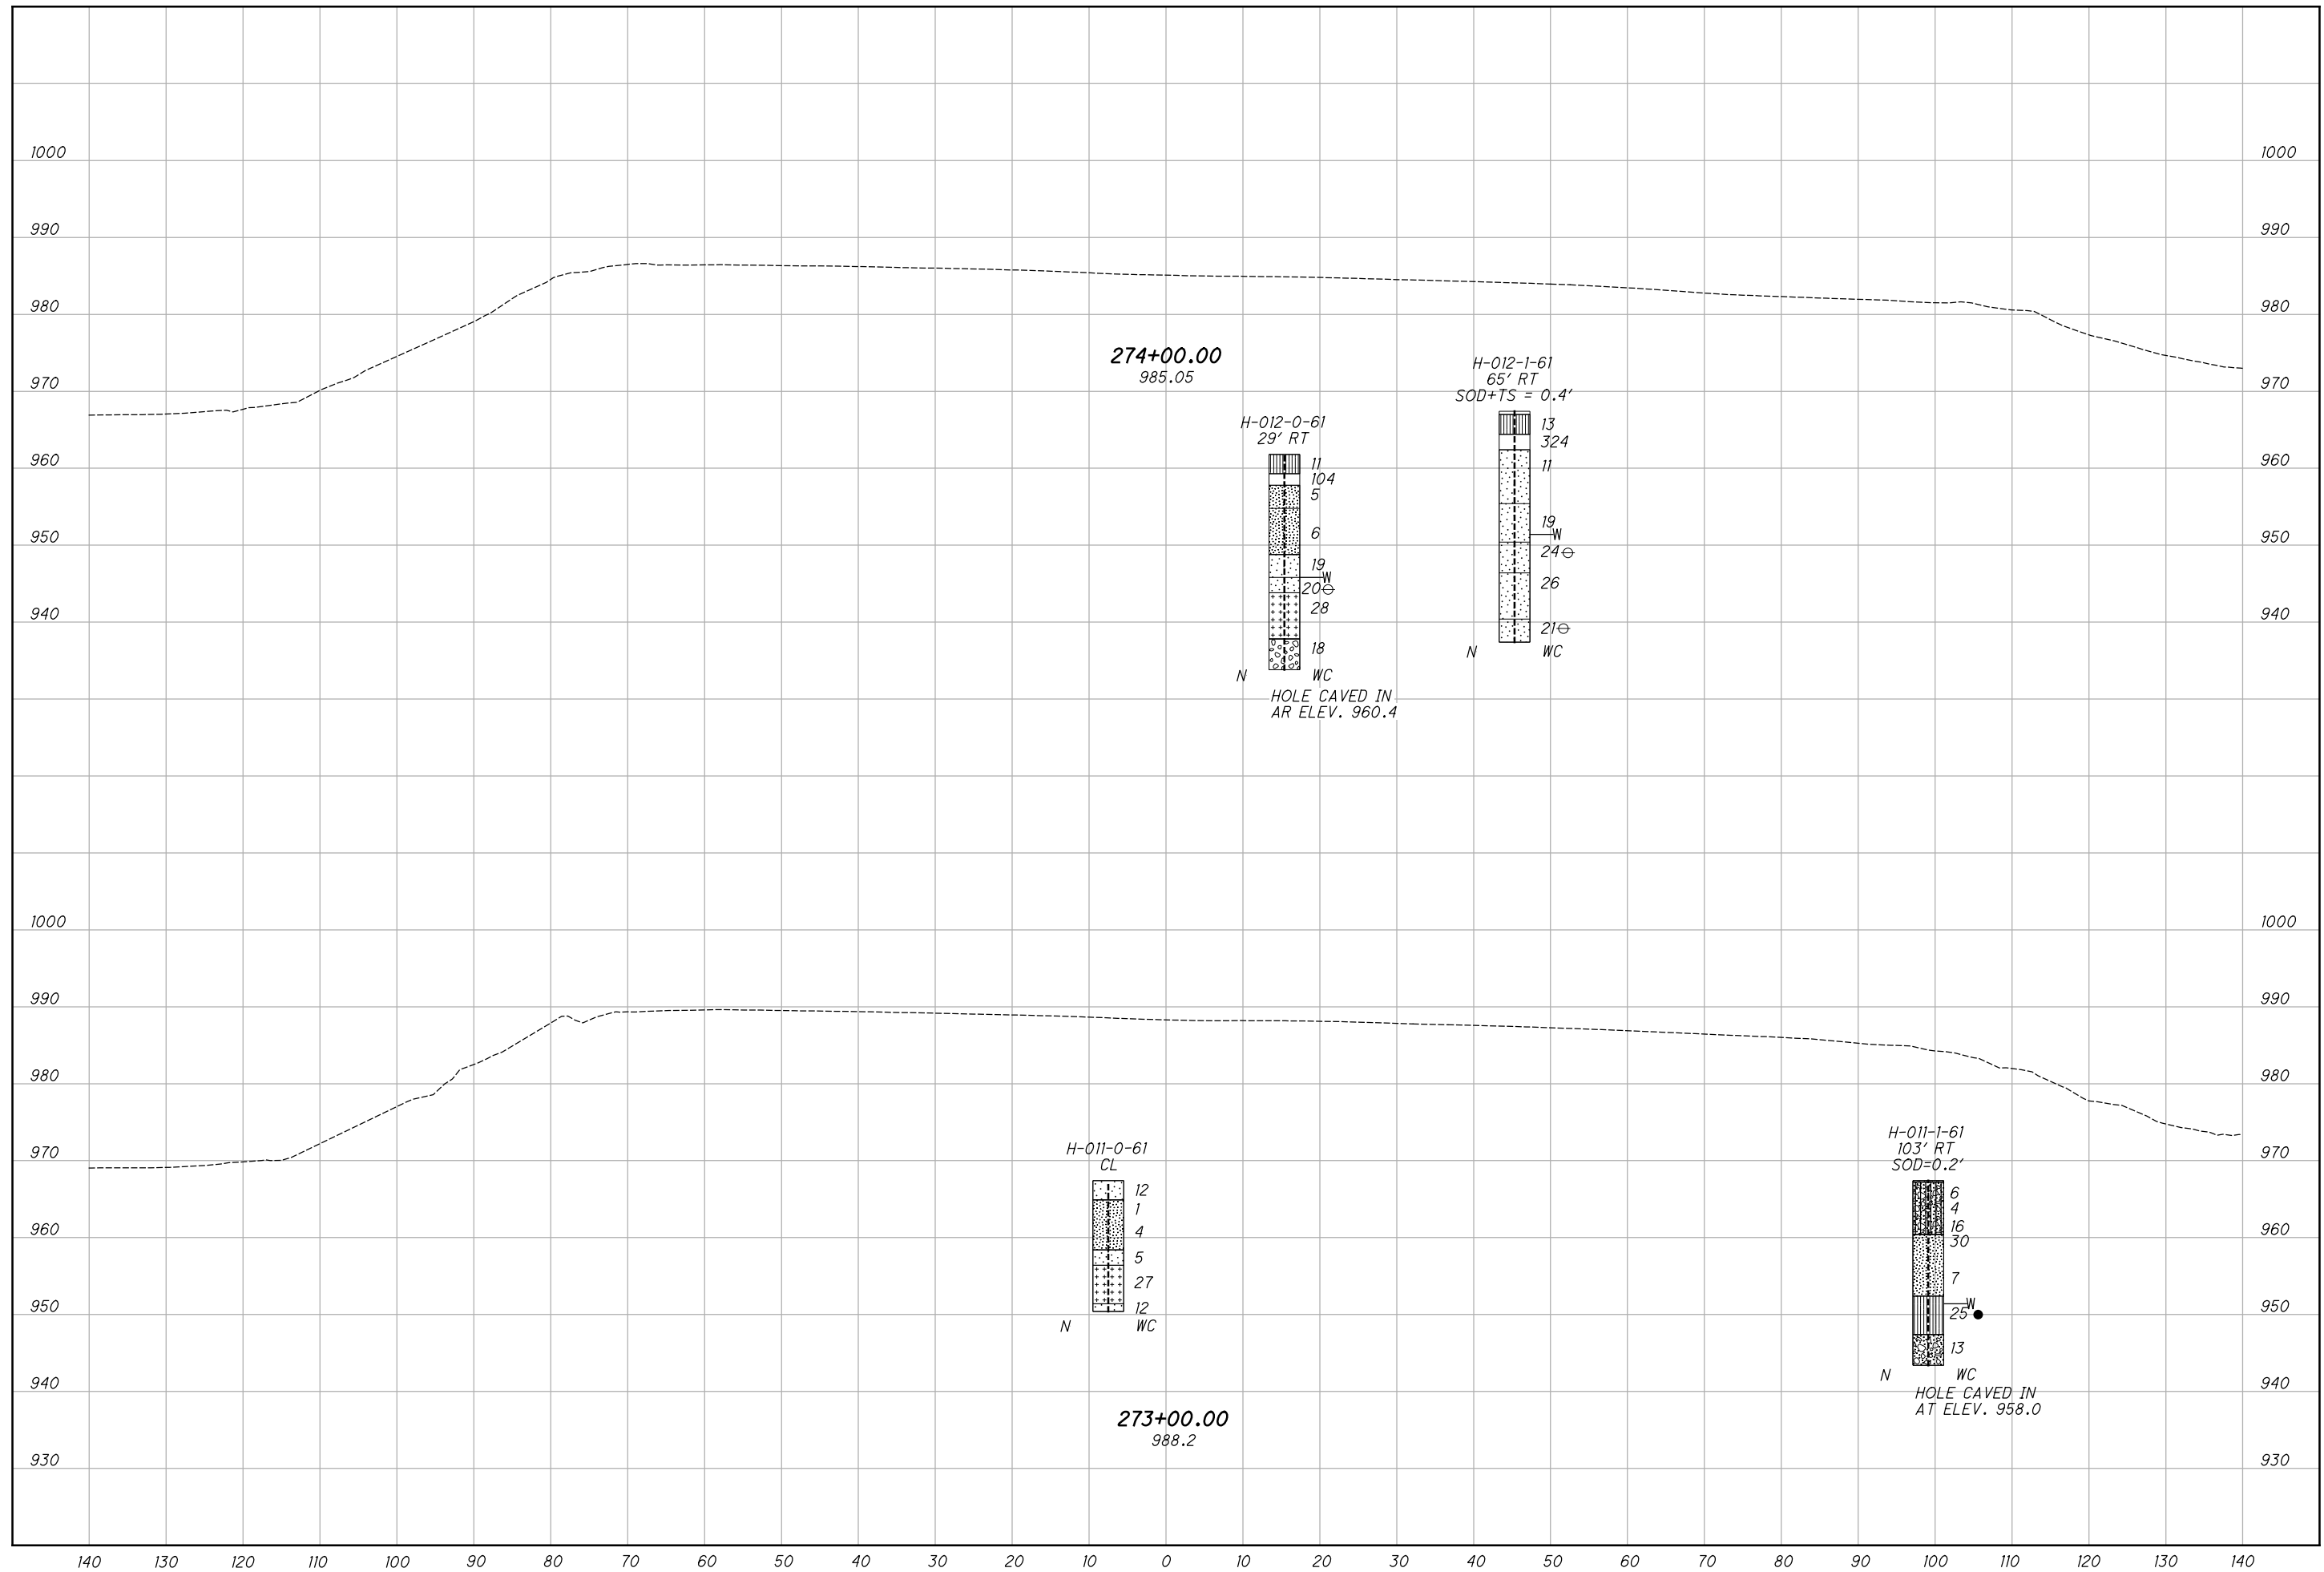 1000 1000
990 990
980 980
274+00.00
985.05
970 970
H-012-1-61
65' RT
SOD+TS = 0.4'
13
324
11
19
W
24
26
21
N WC
H-012-0-61
29' RT
11
104
5
6
19
W
20
28
18
N WC
HOLE CAVED IN
AR ELEV. 960.4
960 960
950 950
940 940
1000 1000
990 990
980 980
970 970
H-011-0-61
CL
12
1
4
5
27
12
N WC
H-011-1-61
103' RT
SOD=0.2'
6
4
16
30
7
W
25
13
N WC
HOLE CAVED IN
AT ELEV. 958.0
960 960
950 950
940 940
273+00.00
988.2
930 930
140 130 120 110 100 90 80 70 60 50 40 30 20 10 0 10 20 30 40 50 60 70 80 90 100 110 120 130 140